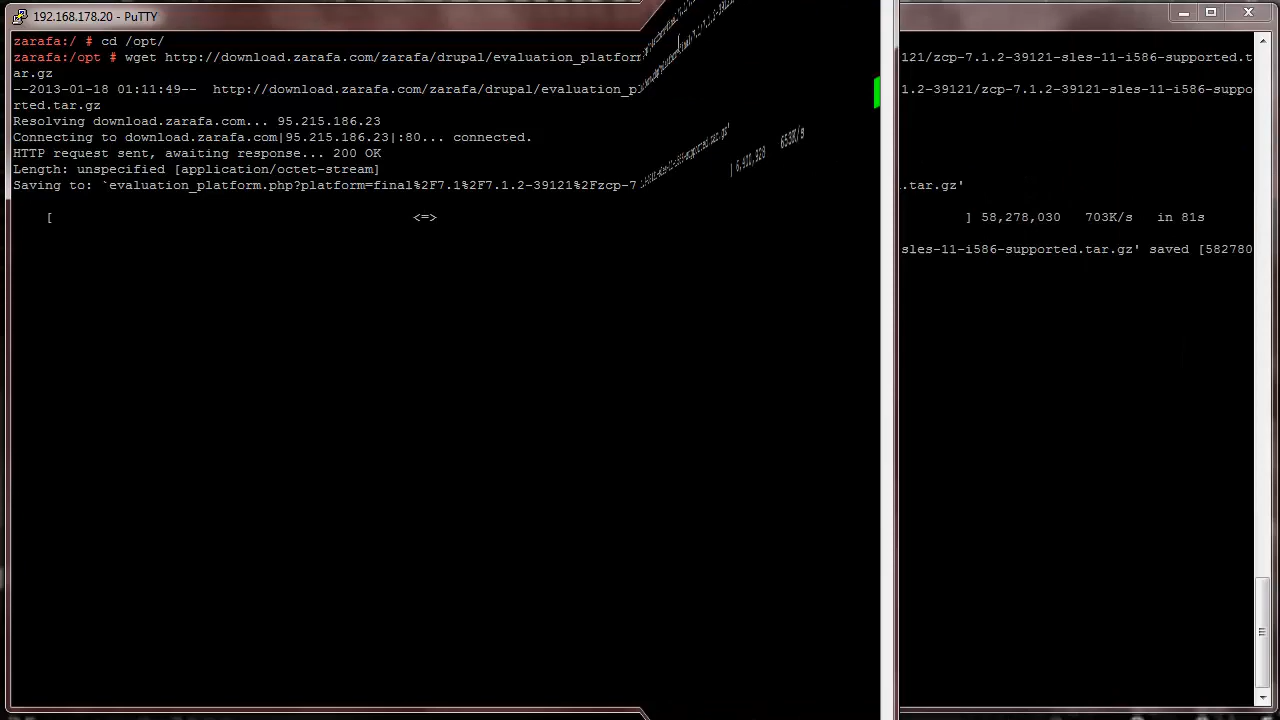 192.168.178.20 - PuTTY
zarafa:/ # cd /opt/
zarafa:/opt # wget http://download.zarafa.com/zarafa/drupal/evaluation_platform 121/zcp-7.1.2-39121-sles-11-i586-supported.t
ar.gz
--2013-01-18 01:11:49-- http://download.zarafa.com/zarafa/drupal/evaluation_p 1.2-39121/zcp-7.1.2-39121-sles-11-i586-suppo
rted.tar.gz
Resolving download.zarafa.com... 95.215.186.23
Connecting to download.zarafa.com|95.215.186.23|:80... connected.
HTTP request sent, awaiting response... 200 OK
] 6,911,328 653K/s
Length: unspecified [application/octet-stream]
Saving to: `evaluation_platform.php?platform=final%2F7.1%2F7.1.2-39121%2Fzcp-7 .tar.gz'
[ <=> ] 58,278,030 703K/s in 81s
sles-11-i586-supported.tar.gz' saved [582780